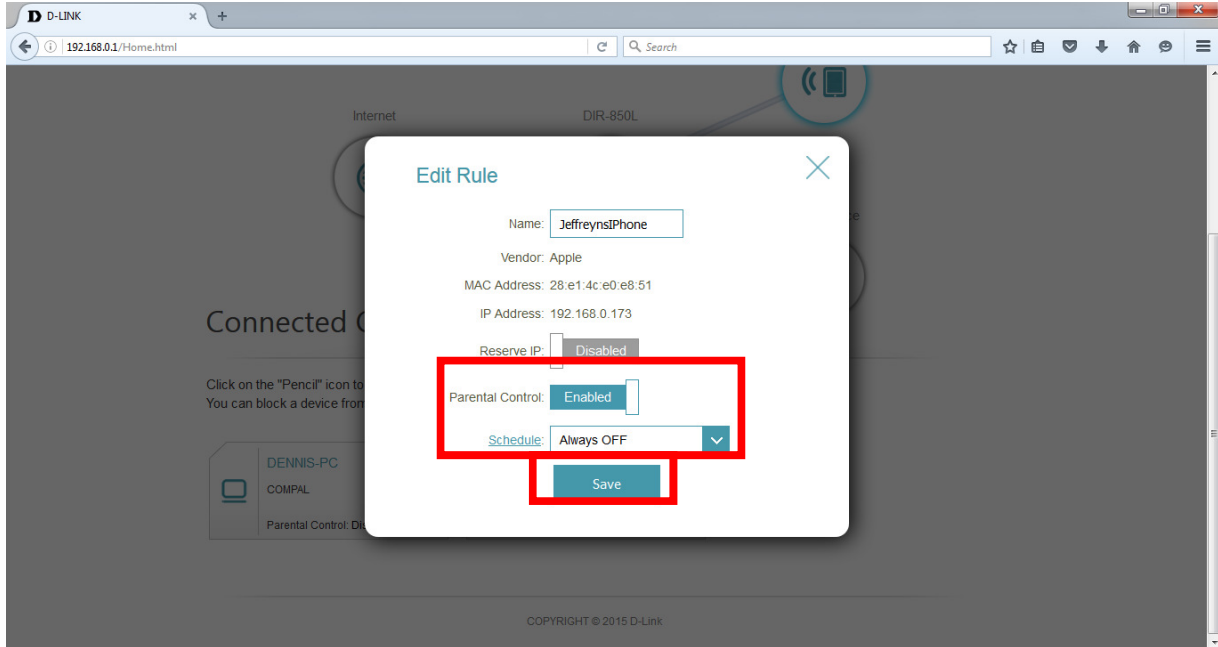 D-LINK
192.168.0.1/Home.html
Search
Internet
DIR-850L
Edit Rule
Name: JeffreynsIPhone
Vendor: Apple
MAC Address: 28:e1:4c:e0:e8:51
IP Address: 192.168.0.173
Connected C
Reserve IP: Disabled
Click on the "Pencil" icon to
Parental Control: Enabled
You can block a device from
Schedule: Always OFF
DENNIS-PC
Save
COMPAL
Parental Control: Dis
COPYRIGHT © 2015 D-Link